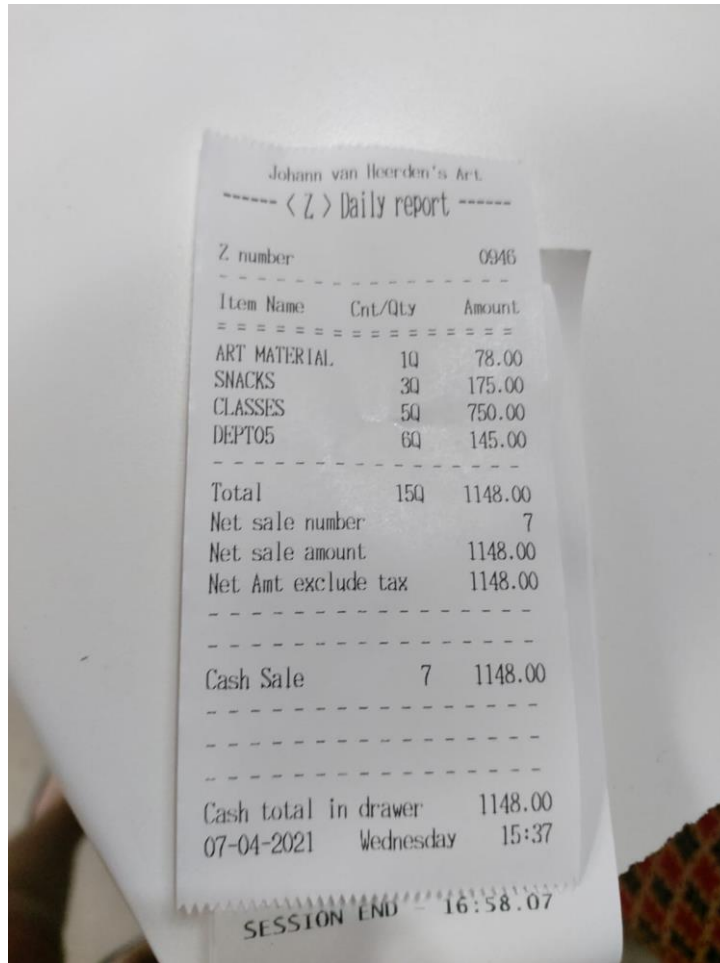 Johann van Heerden's Art
------ < Z > Daily report ------
Z number 0946
- - - - - - - - - - - - - - - -
Item Name Cnt/Qty Amount
= = = = = = = = = = = = = = = =
ART MATERIAL 1Q 78.00
SNACKS 3Q 175.00
CLASSES 5Q 750.00
DEPT05 6Q 145.00
- - - - - - - - - - - - - - - -
Total 15Q 1148.00
Net sale number 7
Net sale amount 1148.00
Net Amt exclude tax 1148.00
- - - - - - - - - - - - - - - -
- - - - - - - - - - - - - - - -
Cash Sale 7 1148.00
- - - - - - - - - - - - - - - -
- - - - - - - - - - - - - - - -
- - - - - - - - - - - - - - - -
Cash total in drawer 1148.00
07-04-2021 Wednesday 15:37
SESSION END - 16:58.07